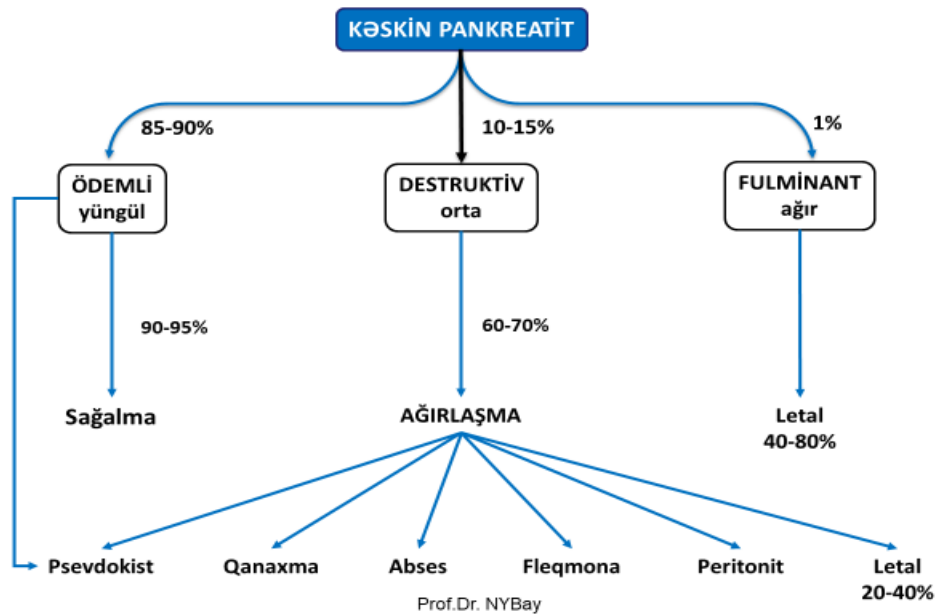 KƏSKİN PANKREATİT
85-90%
10-15%
1%
ÖDEMLİ
yüngül
DESTRUKTİV
orta
FULMİNANT
ağır
90-95%
60-70%
Sağalma
AĞIRLAŞMA
Letal
40-80%
Psevdokist
Qanaxma
Abses
Fleqmona
Peritonit
Letal
20-40%
Prof.Dr. NYBay